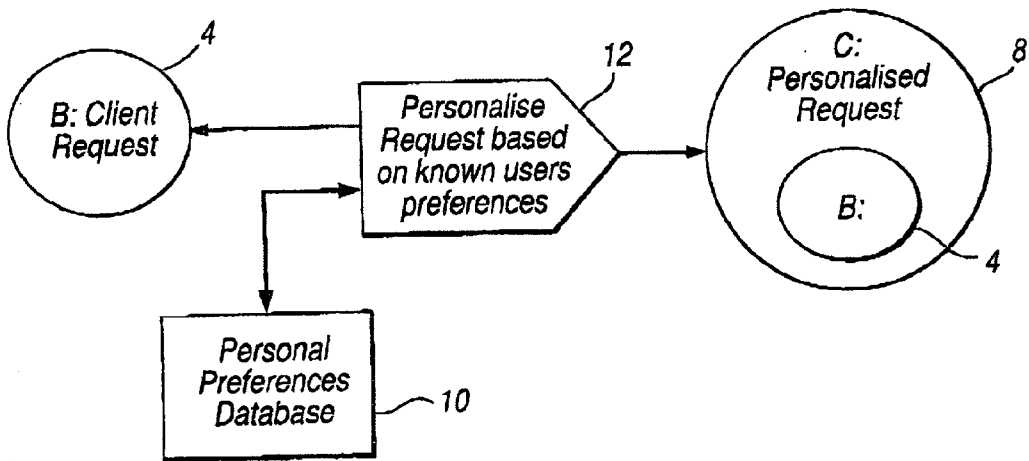 4
B: Client
Request
12
Personalise
Request based
on known users
preferences
C:
Personalised
Request
8
B:
4
Personal
Preferences
Database
10